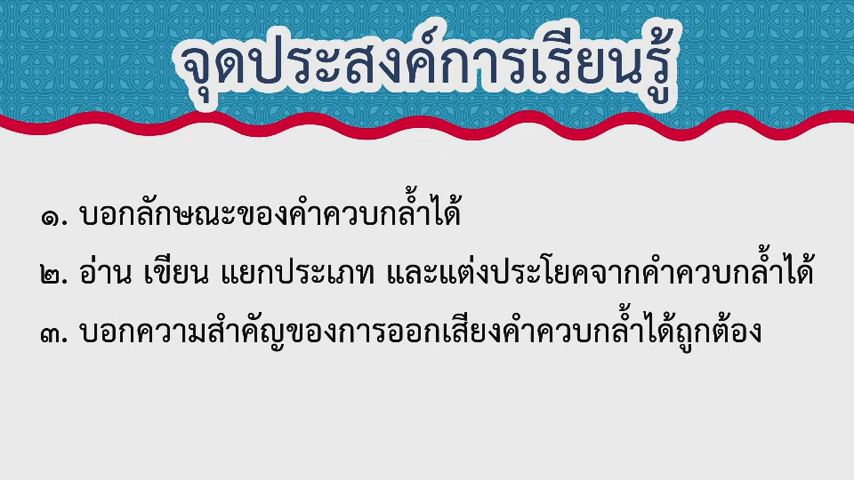 จุดประสงค์การเรียนรู้
๑. บอกลักษณะของคำควบกล้ำได้
๒. อ่าน เขียน แยกประเภท และแต่งประโยคจากคำควบกล้ำได้
๓. บอกความสำคัญของการออกเสียงคำควบกล้ำได้ถูกต้อง